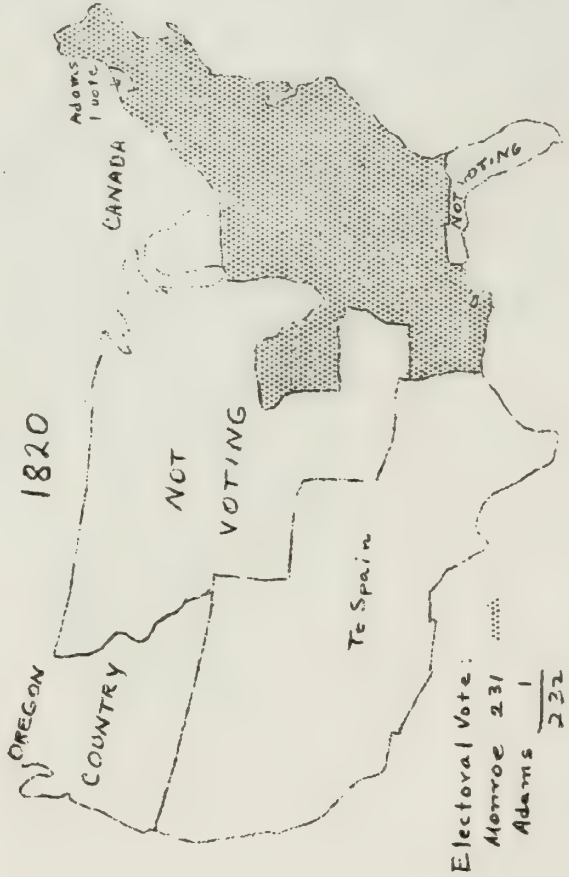 1820
OREGON
COUNTRY
NOT
VOTING
CANADA
Adams
1 vote
To Spain
NOT VOTING
Electoral Vote:
Monroe 231
Adams 1
232